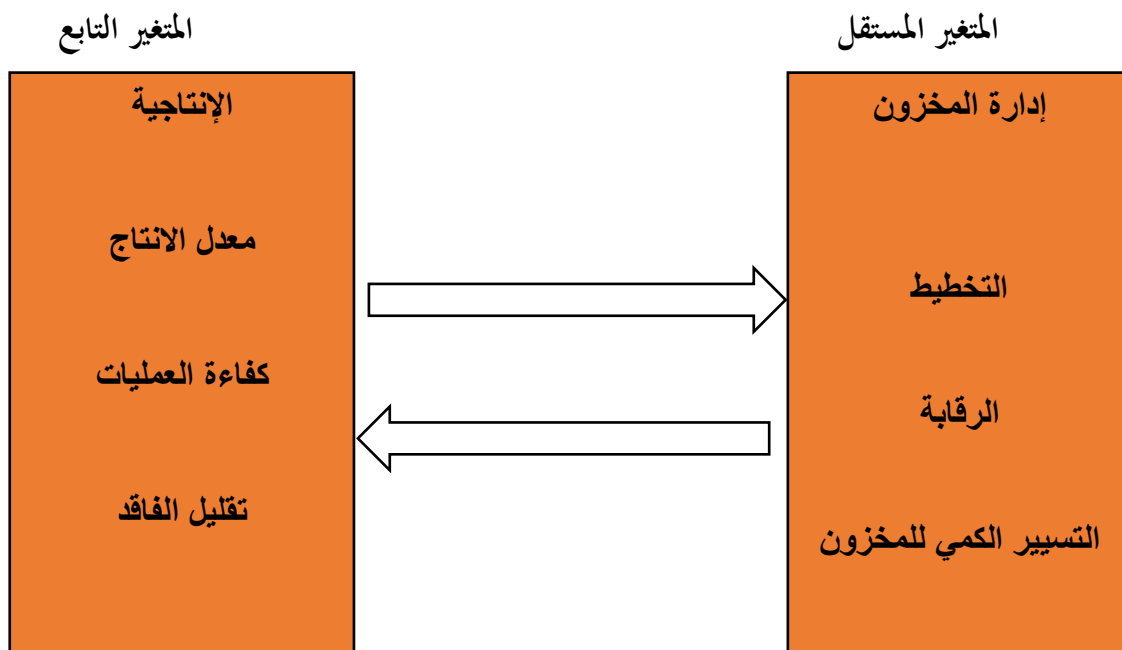 المتغير المستقل
المتغير التابع
إدارة المخزون
التخطيط
الرقابة
التسيير الكمي للمخزون
الإنتاجية
معدل الانتاج
كفاءة العمليات
تقليل الفاقد